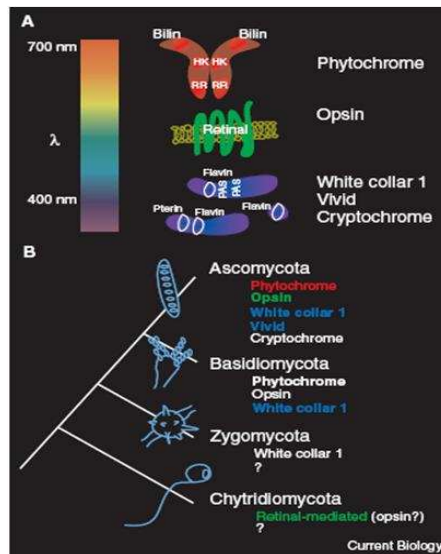 A
700 nm
λ
400 nm
Bilin Bilin
HK HK
RR RR
Phytochrome
Retinal
Opsin
Flavin
PAS PAS
Pterin Flavin Flavin
White collar 1
Vivid
Cryptochrome
B
Ascomycota
Phytochrome
Opsin
White collar 1
Vivid
Cryptochrome
Basidiomycota
Phytochrome
Opsin
White collar 1
Zygomycota
White collar 1
?
Chytridiomycota
Retinal-mediated (opsin?)
?
Current Biology